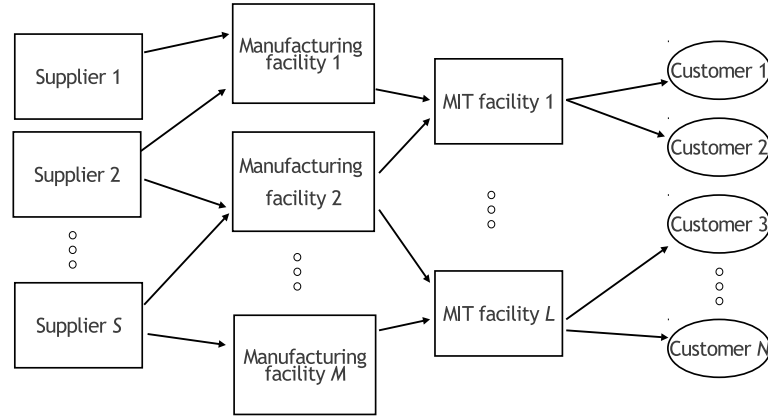 Supplier 1
Supplier 2
Supplier S
Manufacturing
facility 1
Manufacturing
facility 2
Manufacturing
facility M
MIT facility 1
MIT facility L
Customer 1
Customer 2
Customer 3
Customer N